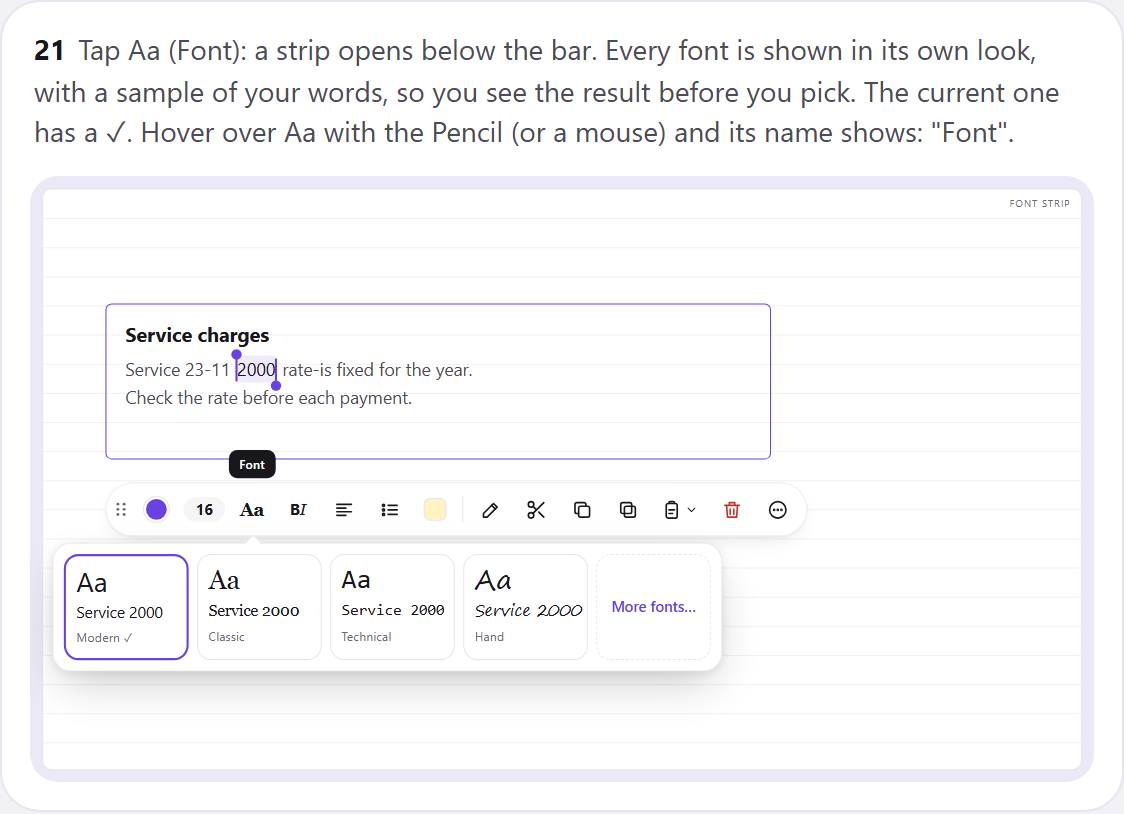 21 Tap Aa (Font): a strip opens below the bar. Every font is shown in its own look,
with a sample of your words, so you see the result before you pick. The current one
has a ✓. Hover over Aa with the Pencil (or a mouse) and its name shows: "Font".
FONT STRIP
Service charges
Service 23-11 2000 rate-is fixed for the year.
Check the rate before each payment.
Font
16 Aa BI
Aa Aa Aa Aa
Service 2000 Service 2000 Service 2000 Service 2000 More fonts...
Modern ✓ Classic Technical Hand